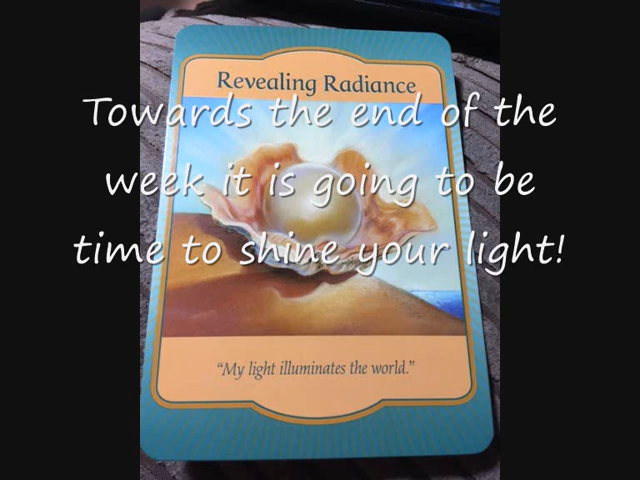 Revealing Radiance
Towards the end of the
week it is going to be
time to shine your light!
“My light illuminates the world.”